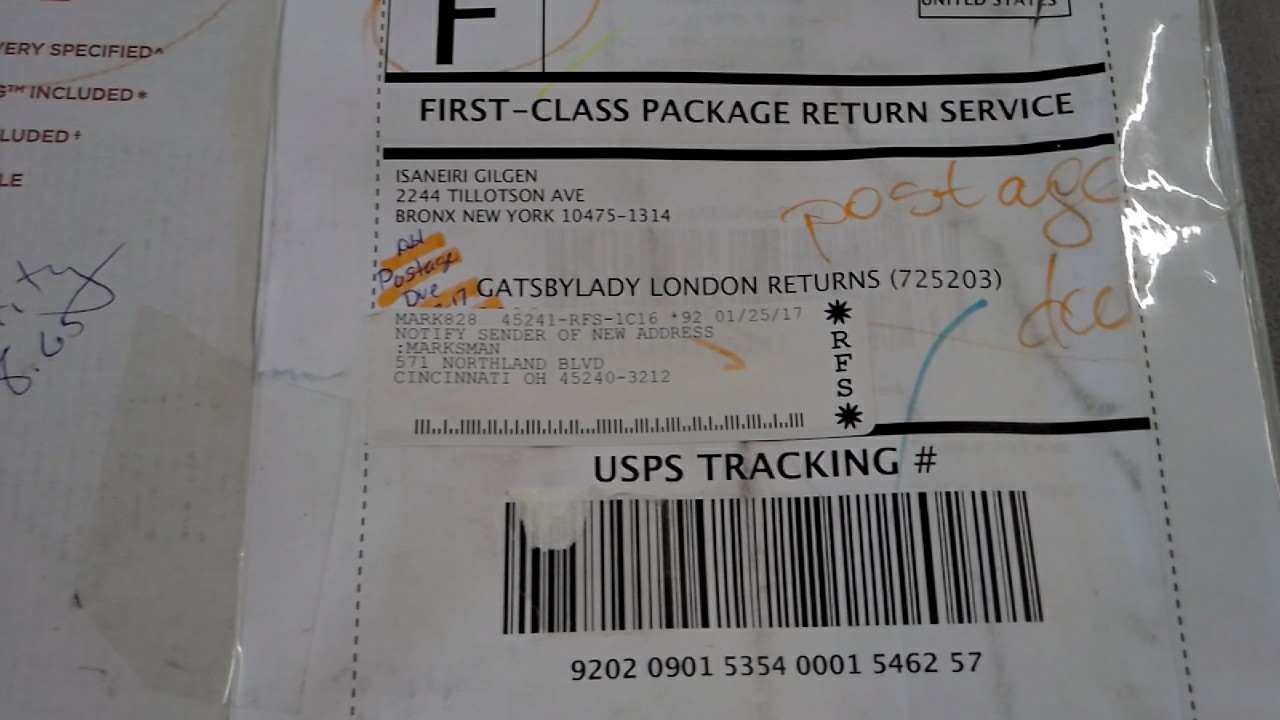 VERY SPECIFIED^
G™ INCLUDED*
LUDED†
LE
F
UNITED STATES
FIRST-CLASS PACKAGE RETURN SERVICE
ISANEIRI GILGEN
2244 TILLOTSON AVE
BRONX NEW YORK 10475-1314
postage
due
Postage
Due
GATSBYLADY LONDON RETURNS (725203)
MARK828 45241-RFS-1C16 *92 01/25/17
NOTIFY SENDER OF NEW ADDRESS
:MARKSMAN
571 NORTHLAND BLVD
CINCINNATI OH 45240-3212
*RFS*
USPS TRACKING #
9202 0901 5354 0001 5462 57